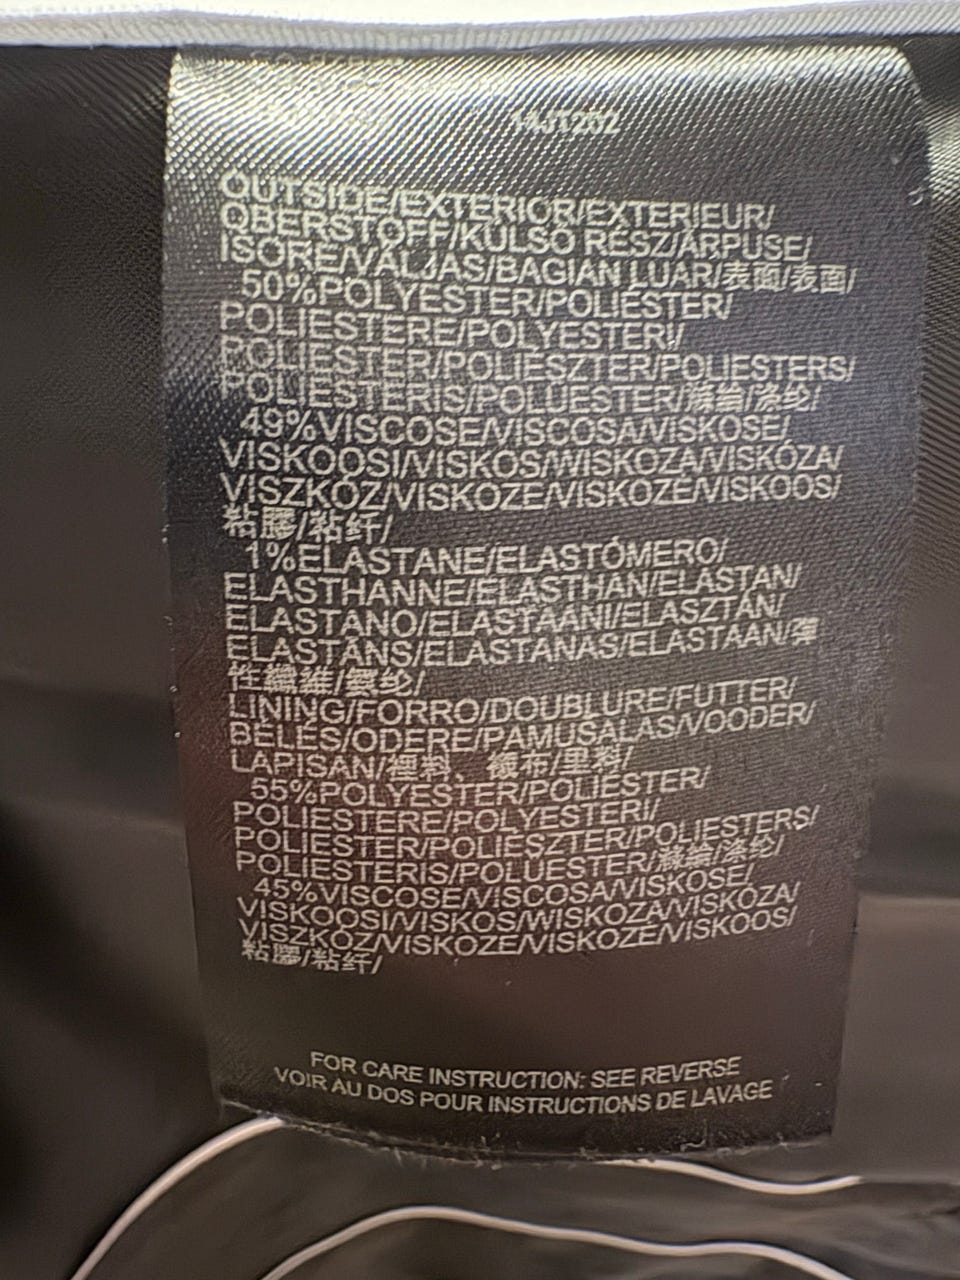 14JT202
OUTSIDE/EXTERIOR/EXTERIEUR/
OBERSTOFF/KÜLSÖ RÉSZ/ARPUSE/
ISORE/VÄLJAS/BAGIAN LUAR/表面/表面/
50%POLYESTER/POLIÉSTER/
POLIESTERE/POLYESTERI/
POLIESTER/POLIÉSZTER/POLIESTERS/
POLIESTERIS/POLÜESTER/滌綸/涤纶/
49%VISCOSE/VISCOSA/VISKOSE/
VISKOOSI/VISKOS/WISKOZA/VISKÓZA/
VISZKÓZ/VISKOZE/VISKOZĖ/VISKOOS/
粘膠/粘纤/
1%ELASTANE/ELASTÓMERO/
ELASTHANNE/ELASTHAN/ELASTAN/
ELASTANO/ELASTAANI/ELASZTÁN/
ELASTĀNS/ELASTANAS/ELASTAAN/彈
性纖維/氨纶/
LINING/FORRO/DOUBLURE/FUTTER/
BÉLÉS/ODERE/PAMUŠALAS/VOODER/
LAPISAN/裡料、襯布/里料/
55%POLYESTER/POLIÉSTER/
POLIESTERE/POLYESTERI/
POLIESTER/POLIÉSZTER/POLIESTERS/
POLIESTERIS/POLÜESTER/滌綸/涤纶/
45%VISCOSE/VISCOSA/VISKOSE/
VISKOOSI/VISKOS/WISKOZA/VISKÓZA/
VISZKÓZ/VISKOZE/VISKOZĖ/VISKOOS/
粘膠/粘纤/
FOR CARE INSTRUCTION: SEE REVERSE
VOIR AU DOS POUR INSTRUCTIONS DE LAVAGE